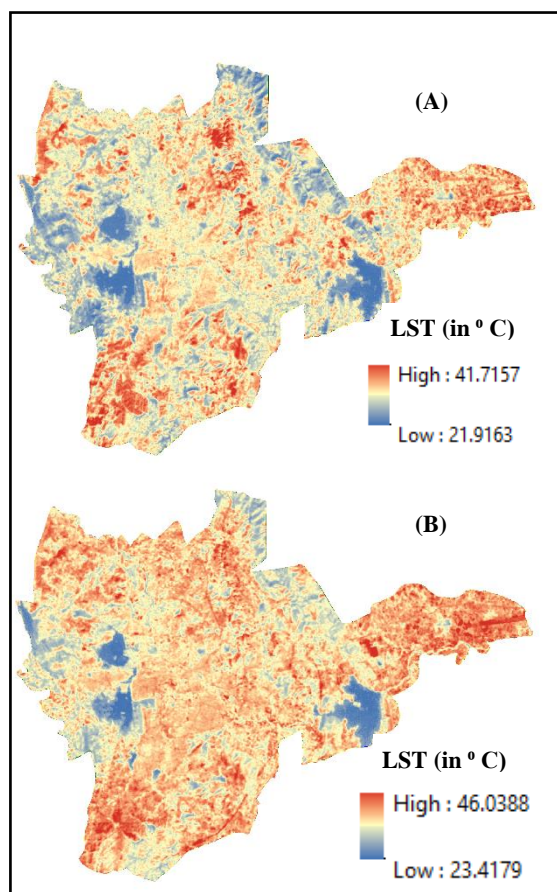 (A)
LST (in ⁰ C)
High : 41.7157
Low : 21.9163
(B)
LST (in ⁰ C)
High : 46.0388
Low : 23.4179